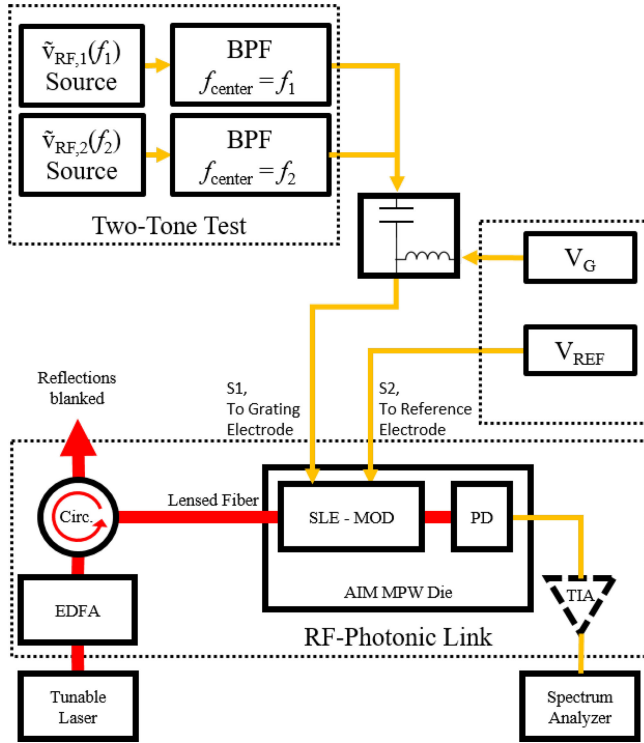 ṽRF,1(f1)
Source
BPF
fcenter = f1
ṽRF,2(f2)
Source
BPF
fcenter = f2
Two-Tone Test
VG
VREF
Reflections
blanked
S1,
To Grating
Electrode
S2,
To Reference
Electrode
Circ.
Lensed Fiber
SLE - MOD
PD
AIM MPW Die
TIA
EDFA
RF-Photonic Link
Tunable
Laser
Spectrum
Analyzer